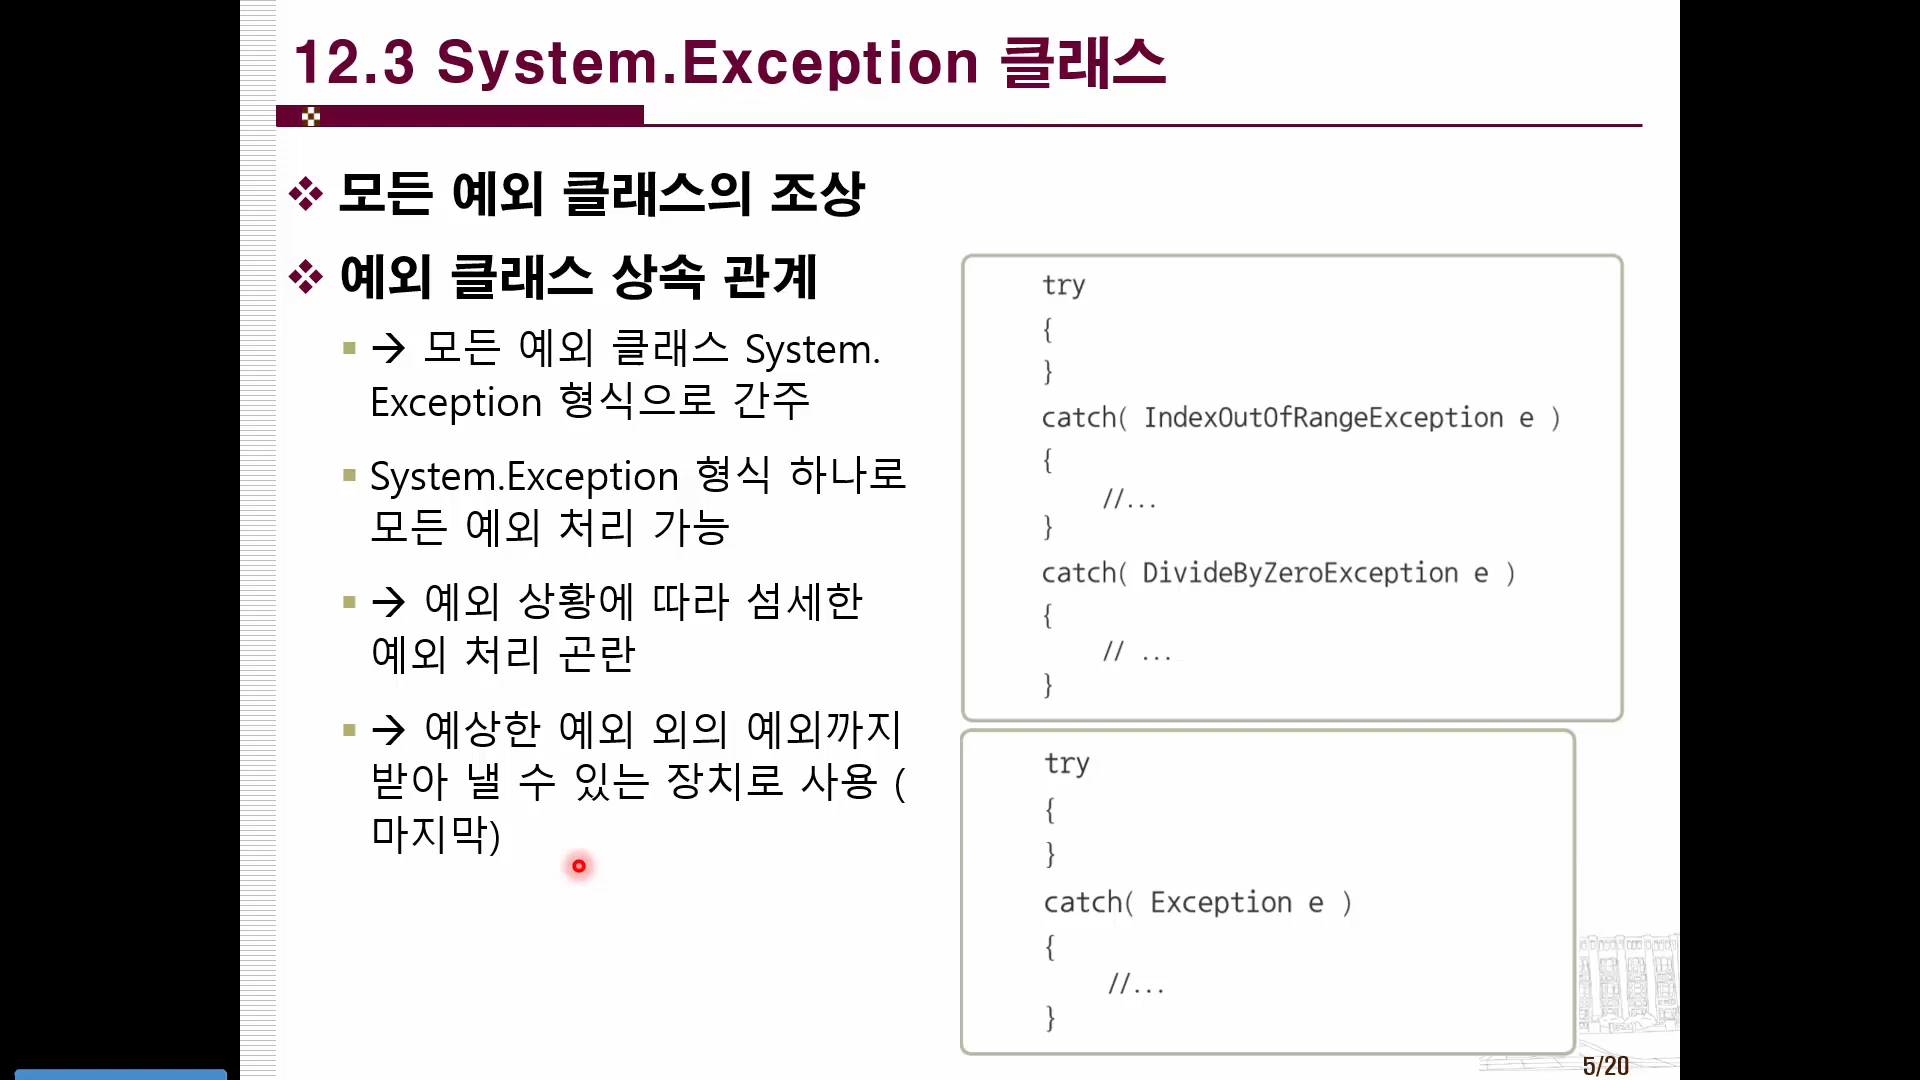 12.3 System.Exception 클래스
모든 예외 클래스의 조상
예외 클래스 상속 관계
→ 모든 예외 클래스 System.
Exception 형식으로 간주
System.Exception 형식 하나로
모든 예외 처리 가능
→ 예외 상황에 따라 섬세한
예외 처리 곤란
→ 예상한 예외 외의 예외까지
받아 낼 수 있는 장치로 사용 (
마지막)
try
{
}
catch( IndexOutOfRangeException e )
{
//...
}
catch( DivideByZeroException e )
{
// ...
}
try
{
}
catch( Exception e )
{
//...
}
5/20